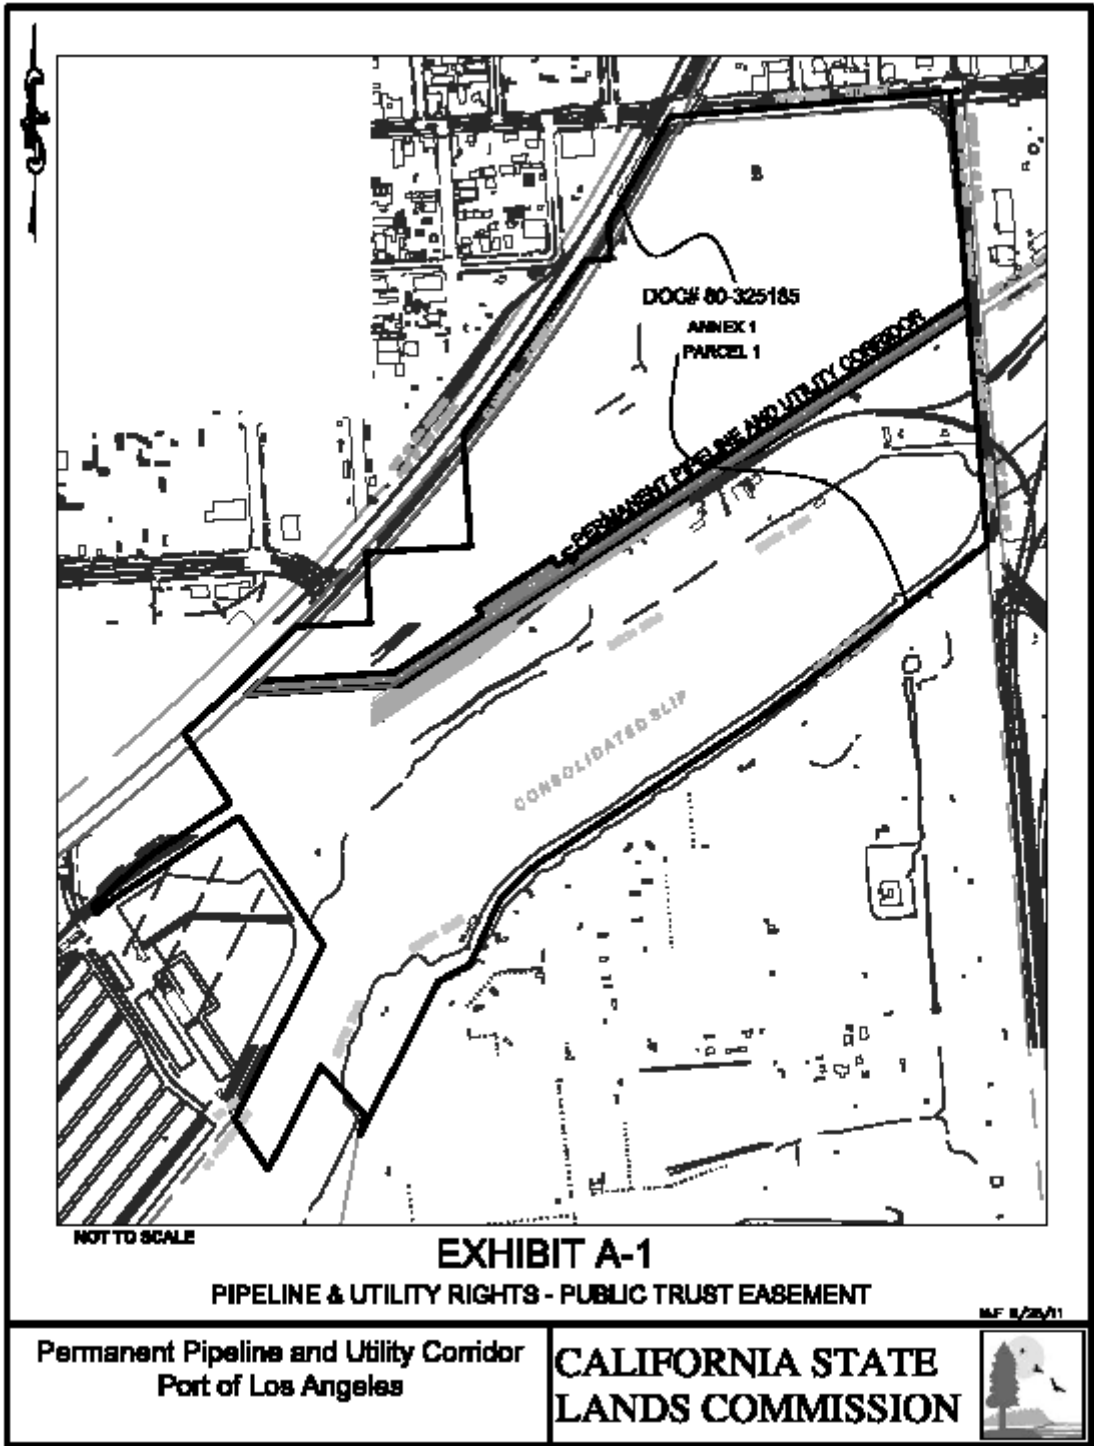 DOC# 80-325185
ANNEX 1
PARCEL 1
PERMANENT PIPELINE AND UTILITY CORIDOR
CONSOLIDATED SLIP
NOT TO SCALE
EXHIBIT A-1
PIPELINE & UTILITY RIGHTS - PUBLIC TRUST EASEMENT
Permanent Pipeline and Utility Corridor
Port of Los Angeles
CALIFORNIA STATE
LANDS COMMISSION